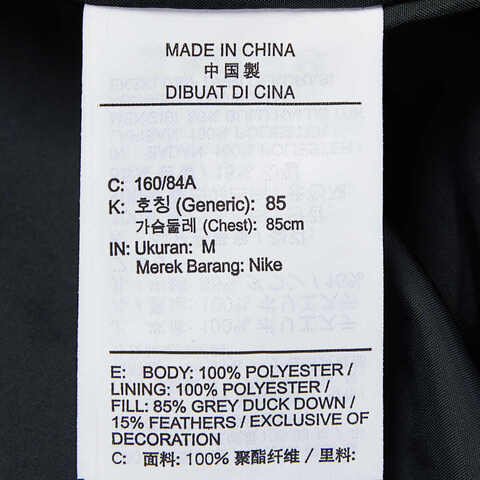 MADE IN CHINA
中国製
DIBUAT DI CINA
C: 160/84A
K: 호칭 (Generic): 85
가슴둘레 (Chest): 85cm
IN: Ukuran: M
Merek Barang: Nike
E: BODY: 100% POLYESTER /
LINING: 100% POLYESTER /
FILL: 85% GREY DUCK DOWN /
15% FEATHERS / EXCLUSIVE OF
DECORATION
C: 面料: 100% 聚酯纤维 / 里料: